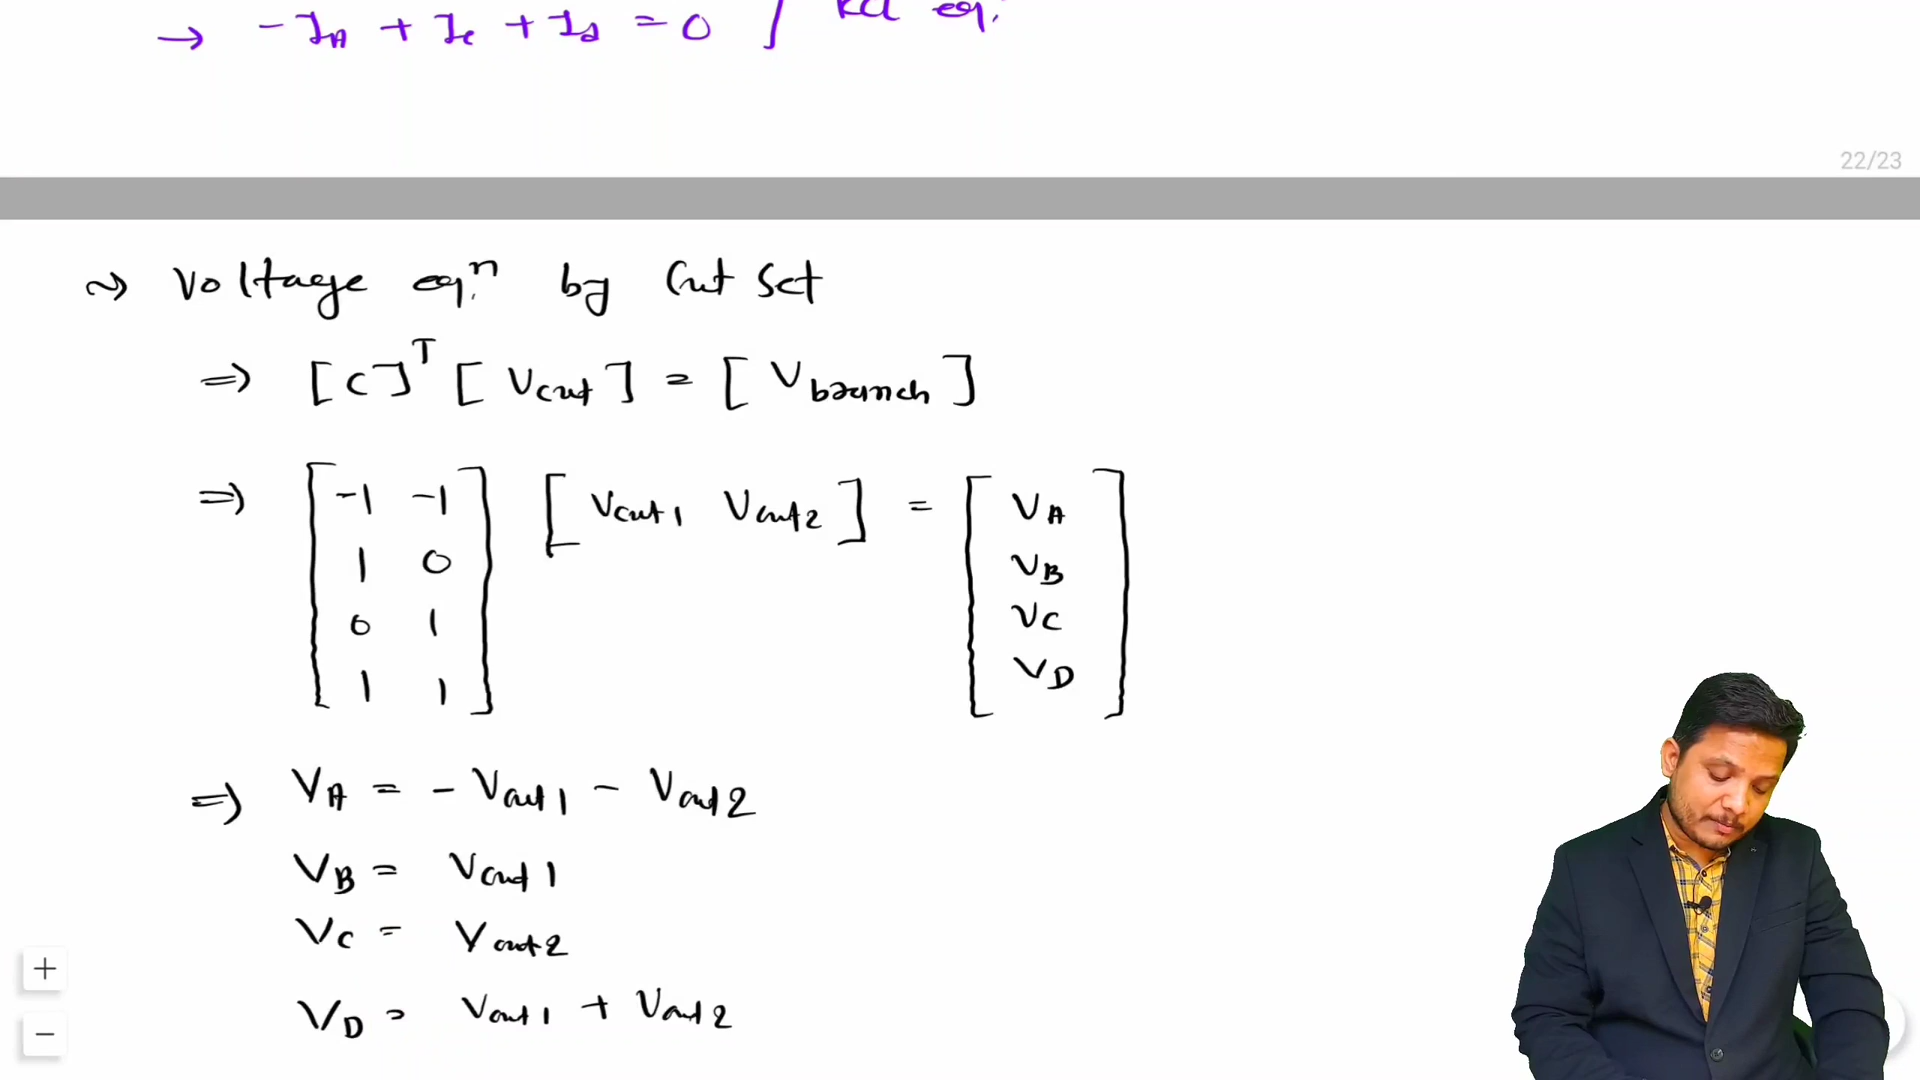 → -I_A + I_c + I_d = 0 } KCL eqⁿ.
22/23
~> Voltage eqⁿ by Cut Set
⇒ [C]^T [V_cut] = [V_branch]
⇒ [-1 -1 [V_cut1 V_cut2] = [V_A
1 0 V_B
0 1 V_C
1 1] V_D]
⇒ V_A = - V_cut1 - V_cut2
V_B = V_cut1
V_C = V_cut2
V_D = V_cut1 + V_cut2
+
−